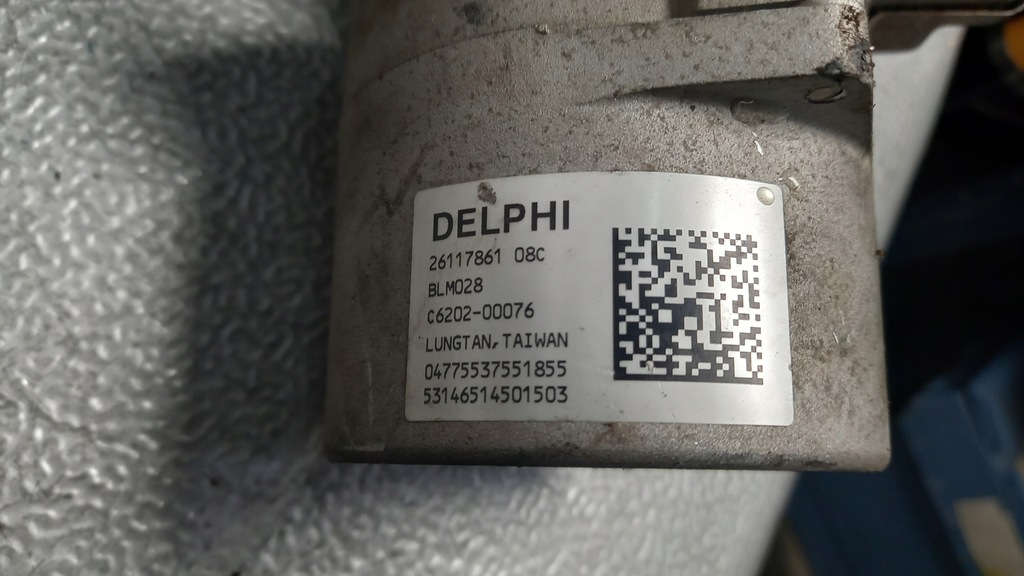 DELPHI
26117861 08C
BLM028
C6202-00076
LUNGTAN, TAIWAN
04775537551855
53146514501503